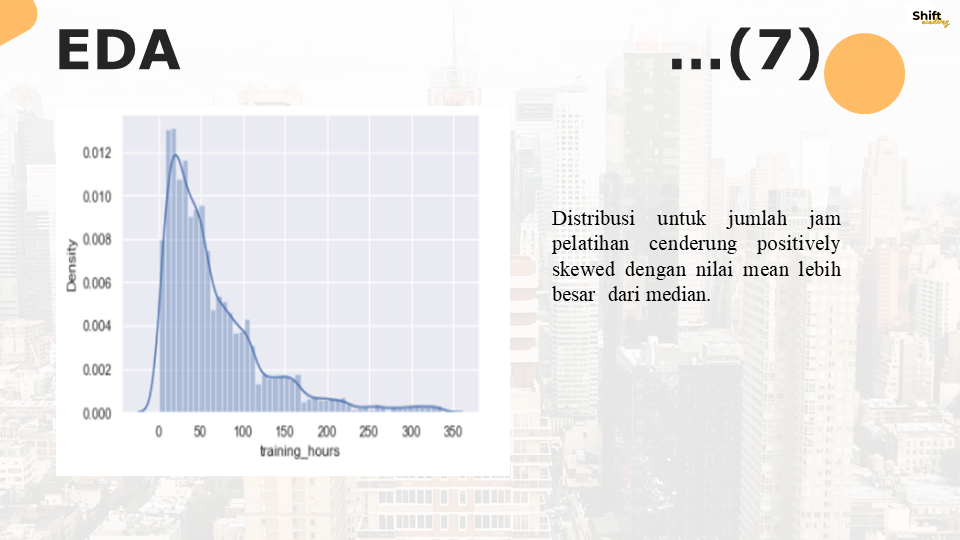 Shift
academy
EDA ...(7)
0.012
0.010
0.008
0.006
0.004
0.002
0.000
Density
0 50 100 150 200 250 300 350
training_hours
Distribusi untuk jumlah jam
pelatihan cenderung positively
skewed dengan nilai mean lebih
besar dari median.